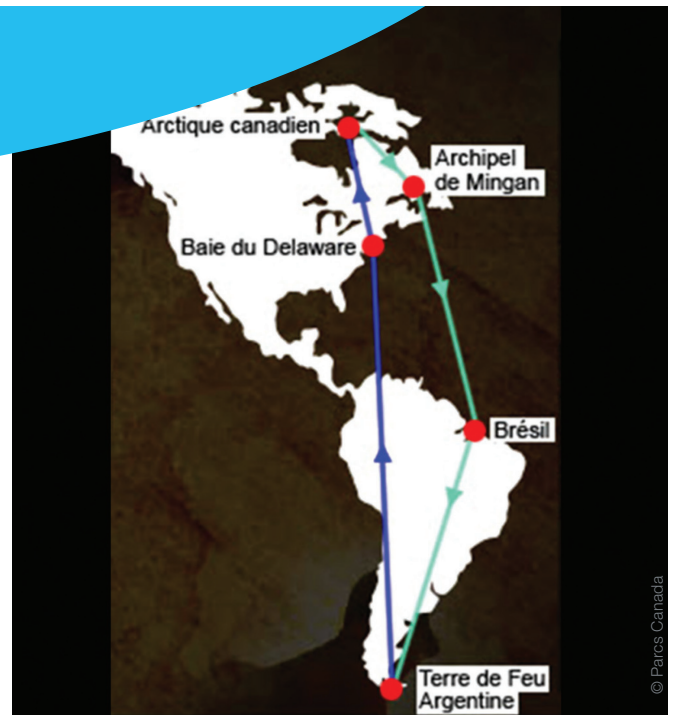 Arctique canadien
Archipel
de Mingan
Baie du Delaware
Brésil
Terre de Feu
Argentine
© Parcs Canada